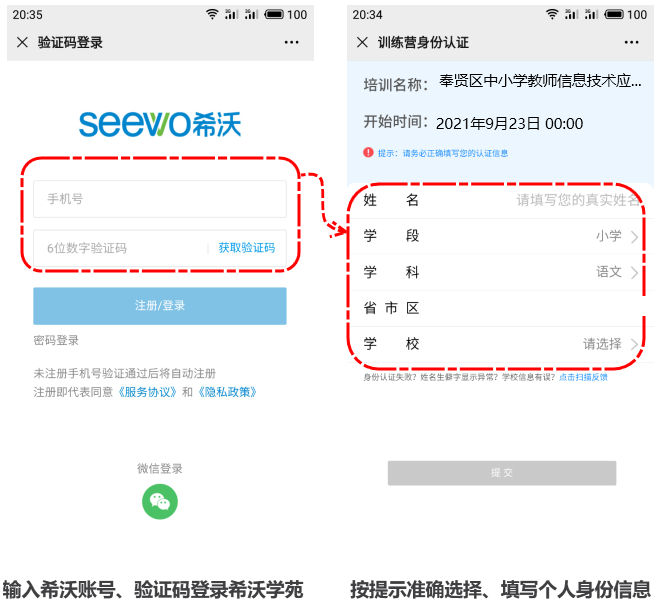 20:35
3G 3G 100
验证码登录
seewo希沃
手机号
6位数字验证码 获取验证码
注册/登录
密码登录
未注册手机号验证通过后将自动注册
注册即代表同意《服务协议》和《隐私政策》
微信登录
输入希沃账号、验证码登录希沃学苑
20:34
3G 3G 100
训练营身份认证
培训名称： 奉贤区中小学教师信息技术应...
开始时间： 2021年9月23日 00:00
提示：请务必正确填写您的认证信息
姓 名 请填写您的真实姓名
学 段 小学
学 科 语文
省 市 区
学 校 请选择
身份认证失败？姓名生僻字显示异常？学校信息有误？点击扫描反馈
提 交
按提示准确选择、填写个人身份信息